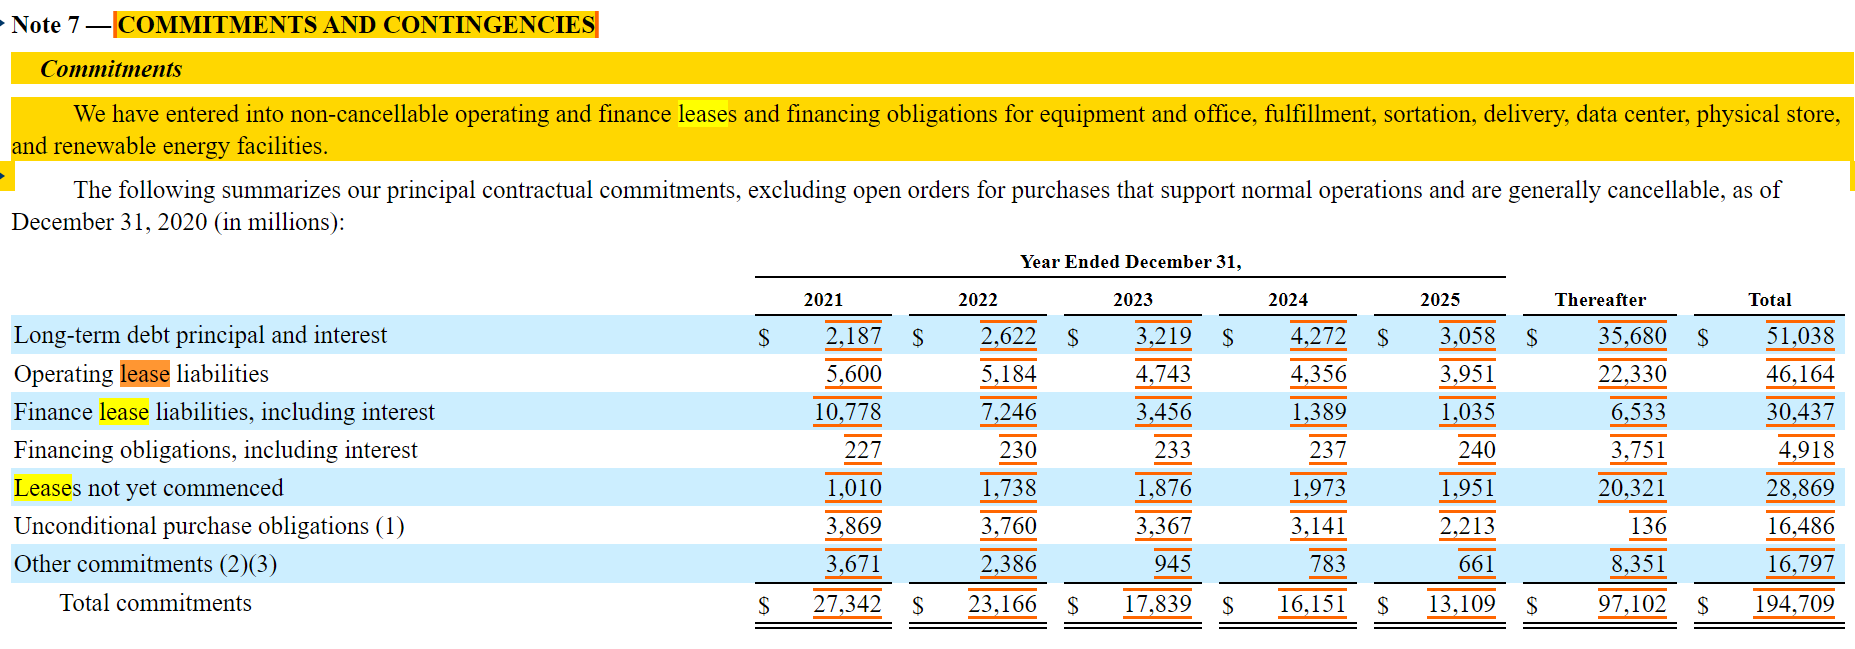 Note 7 — COMMITMENTS AND CONTINGENCIES
Commitments
We have entered into non-cancellable operating and finance leases and financing obligations for equipment and office, fulfillment, sortation, delivery, data center, physical store,
and renewable energy facilities.
The following summarizes our principal contractual commitments, excluding open orders for purchases that support normal operations and are generally cancellable, as of
December 31, 2020 (in millions):
Year Ended December 31,
2021 2022 2023 2024 2025 Thereafter Total
Long-term debt principal and interest $ 2,187 $ 2,622 $ 3,219 $ 4,272 $ 3,058 $ 35,680 $ 51,038
Operating lease liabilities 5,600 5,184 4,743 4,356 3,951 22,330 46,164
Finance lease liabilities, including interest 10,778 7,246 3,456 1,389 1,035 6,533 30,437
Financing obligations, including interest 227 230 233 237 240 3,751 4,918
Leases not yet commenced 1,010 1,738 1,876 1,973 1,951 20,321 28,869
Unconditional purchase obligations (1) 3,869 3,760 3,367 3,141 2,213 136 16,486
Other commitments (2)(3) 3,671 2,386 945 783 661 8,351 16,797
Total commitments $ 27,342 $ 23,166 $ 17,839 $ 16,151 $ 13,109 $ 97,102 $ 194,709